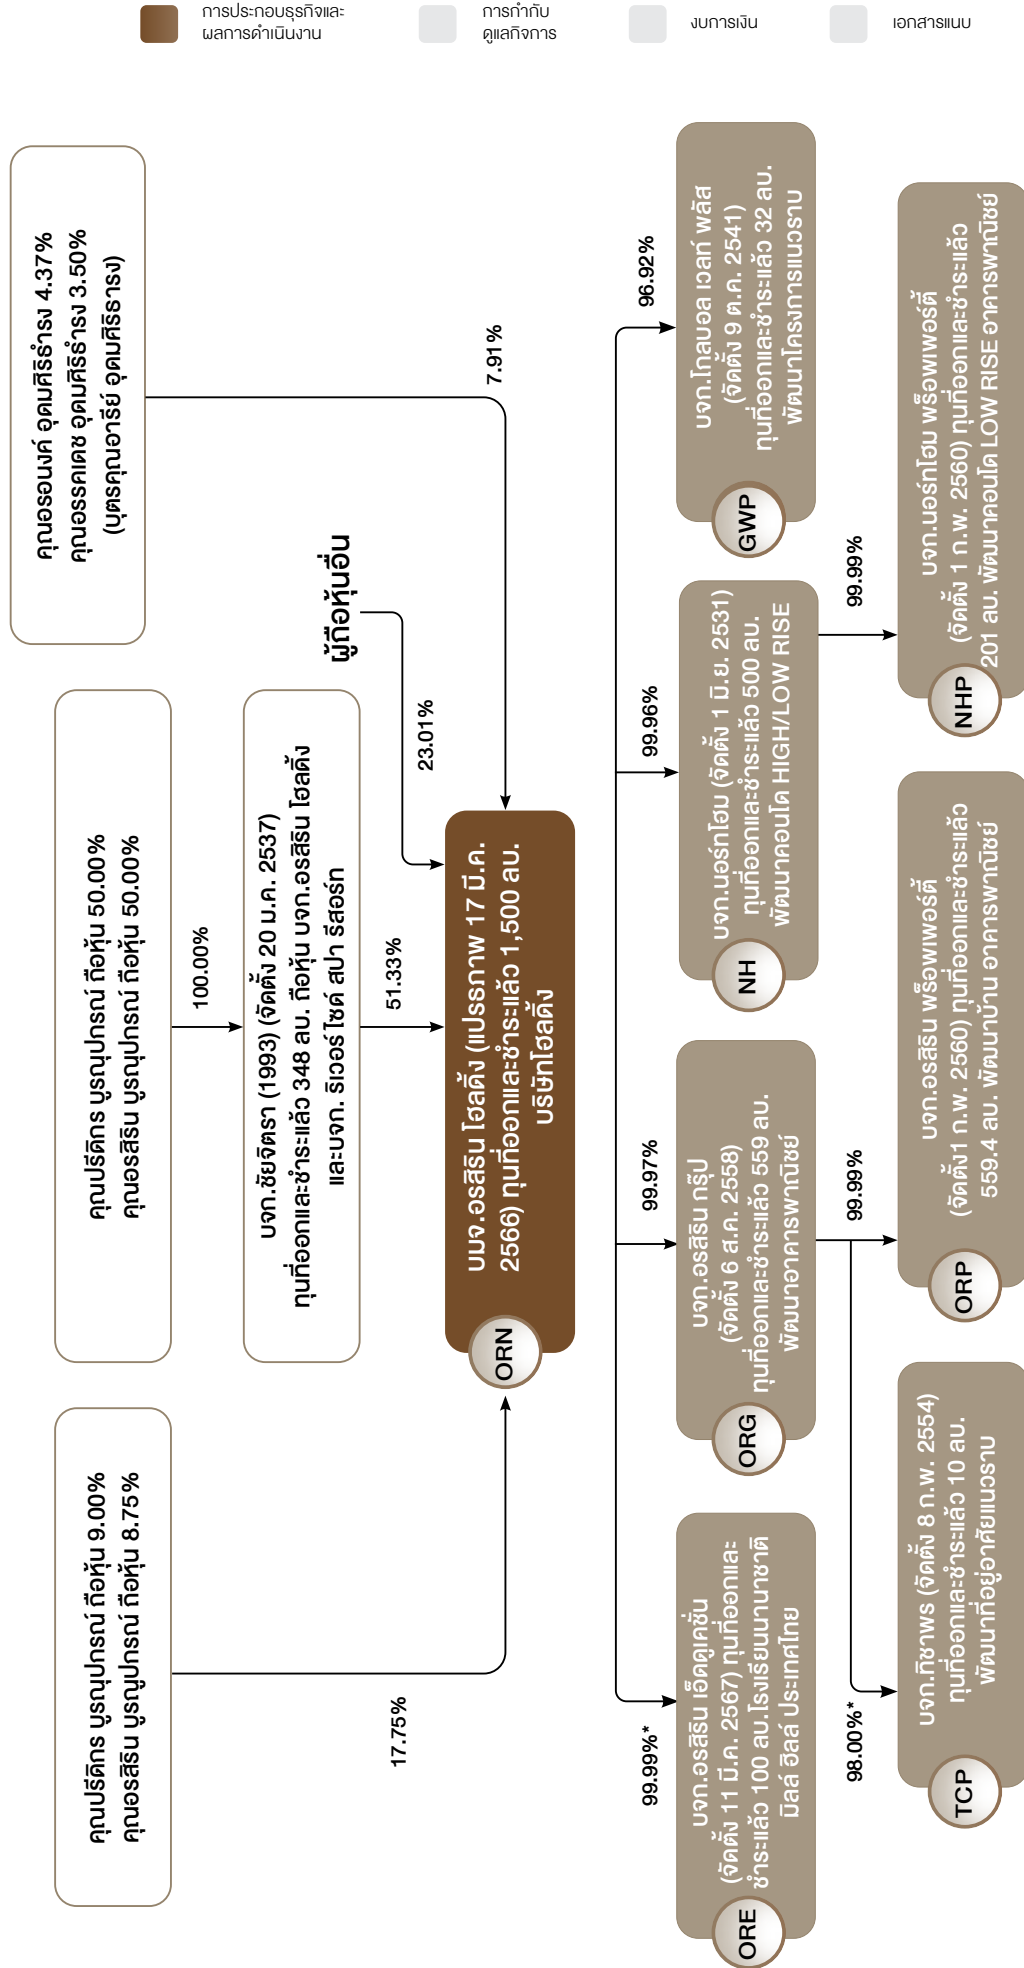 การประกอบธุรกิจและ
ผลการดำเนินงาน
การกำกับ
ดูแลกิจการ
งบการเงิน
เอกสารแนบ
คุณปรีดิกร บูรณุปกรณ์ ถือหุ้น 9.00%
คุณอรสิริน บูรณุปกรณ์ ถือหุ้น 8.75%
คุณปรีดิกร บูรณุปกรณ์ ถือหุ้น 50.00%
คุณอรสิริน บูรณุปกรณ์ ถือหุ้น 50.00%
คุณอรอนงค์ อุดมศิริธำรง 4.37%
คุณอรรคเดช อุดมศิริธำรง 3.50%
(บุตรคุณอารีย์ อุดมศิริธารง)
100.00%
บจก.ชัยจิตรา (1993) (จัดตั้ง 20 ม.ค. 2537)
ทุนที่ออกและชำระแล้ว 348 ลบ. ถือหุ้น บจก.อรสิริน โฮลดิ้ง
และบจก. ริเวอร์ไซด์ สปา รีสอร์ท
ผู้ถือหุ้นอื่น
17.75%
51.33%
23.01%
7.91%
ORN
บมจ.อรสิริน โฮลดิ้ง (แปรรภาพ 17 มี.ค.
2566) ทุนที่ออกและชำระแล้ว 1,500 ลบ.
บริษัทโฮลดิ้ง
99.99%*
99.97%
99.96%
96.92%
ORE
บจก.อรสิริน เอ็ดดูเคชั่น
(จัดตั้ง 11 มี.ค. 2567) ทุนที่ออกและ
ชำระแล้ว 100 ลบ.โรงเรียนนานาชาติ
มิลล์ ฮิลล์ ประเทศไทย
ORG
บจก.อรสิริน กรุ๊ป
(จัดตั้ง 6 ส.ค. 2558)
ทุนที่ออกและชำระแล้ว 559 ลบ.
พัฒนาอาคารพาณิชย์
NH
บจก.นอร์ทโฮม (จัดตั้ง 1 มิ.ย. 2531)
ทุนที่ออกและชำระแล้ว 500 ลบ.
พัฒนาคอนโด HIGH/LOW RISE
GWP
บจก.โกลบอล เวลท์ พลัส
(จัดตั้ง 9 ต.ค. 2541)
ทุนที่ออกและชำระแล้ว 32 ลบ.
พัฒนาโครงการแนวราบ
98.00%*
99.99%
99.99%
TCP
บจก.ทิชาพร (จัดตั้ง 8 ก.พ. 2554)
ทุนที่ออกและชำระแล้ว 10 ลบ.
พัฒนาที่อยู่อาศัยแนวราบ
ORP
บจก.อรสิริน พร็อพเพอร์ตี้
(จัดตั้ง1 ก.พ. 2560) ทุนที่ออกและชำระแล้ว
559.4 ลบ. พัฒนาบ้าน อาคารพาณิชย์
NHP
บจก.นอร์ทโฮม พร็อพเพอร์ตี้
(จัดตั้ง 1 ก.พ. 2560) ทุนที่ออกและชำระแล้ว
201 ลบ. พัฒนาคอนโด LOW RISE อาคารพาณิชย์